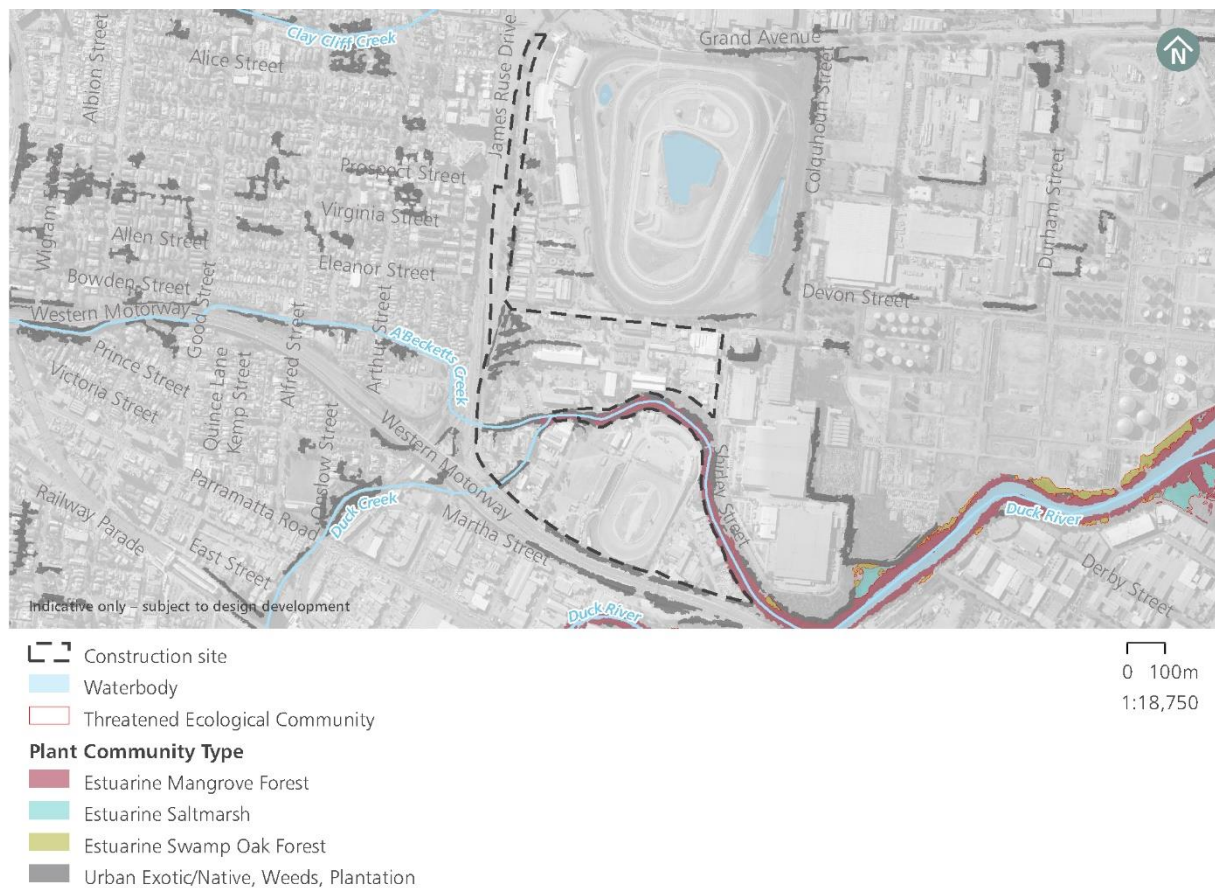 Clay Cliff Creek
Albion Street
Alice Street
James Ruse Drive
Grand Avenue
N
Colquhoun Street
Durham Street
Prospect Street
Virginia Street
Wigram S
Allen Street
Eleanor Street
Bowden Street
Western Motorway
Good Street
Devon Street
A'Becketts Creek
Prince Street
Victoria Street
Quince Lane
Kemp Street
Alfred Street
Arthur Street
Western Motorway
Onslow Street
Parramatta Road
Railway Parade
East Street
Duck Creek
Martha Street
Shirley Street
Duck River
Derby Street
Duck River
Indicative only – subject to design development
Construction site
Waterbody
Threatened Ecological Community
Plant Community Type
Estuarine Mangrove Forest
Estuarine Saltmarsh
Estuarine Swamp Oak Forest
Urban Exotic/Native, Weeds, Plantation
0 100m
1:18,750